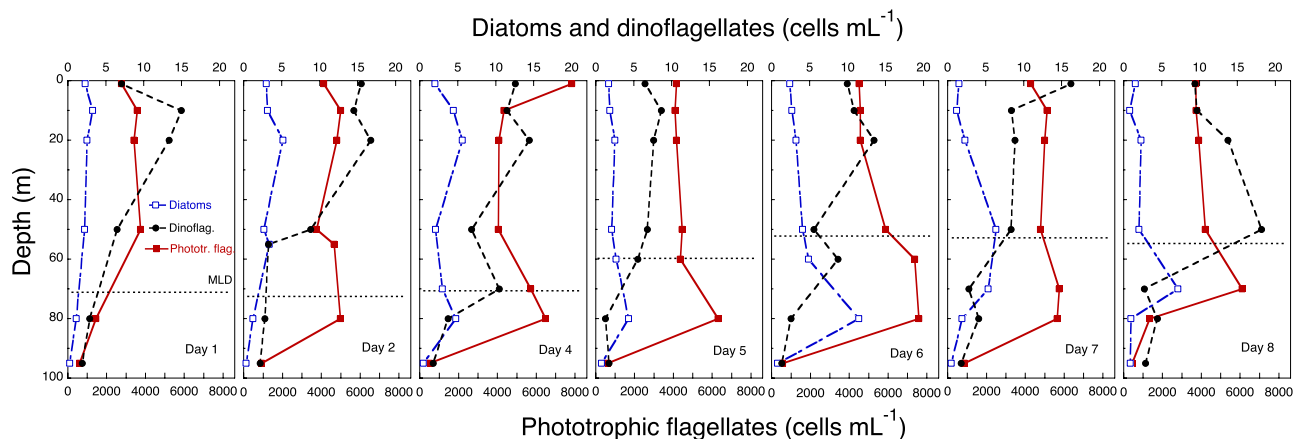 Diatoms and dinoflagellates (cells mL⁻¹)
0 5 10 15 20 0 5 10 15 20 0 5 10 15 20 0 5 10 15 20 0 5 10 15 20 0 5 10 15 20 0 5 10 15 20
0
20
40
60
80
100
Depth (m)
Diatoms
Dinoflag.
Phototr. flag.
MLD
Day 1
Day 2
Day 4
Day 5
Day 6
Day 7
Day 8
0 2000 4000 6000 8000 0 2000 4000 6000 8000 0 2000 4000 6000 8000 0 2000 4000 6000 8000 0 2000 4000 6000 8000 0 2000 4000 6000 8000 0 2000 4000 6000 8000
Phototrophic flagellates (cells mL⁻¹)